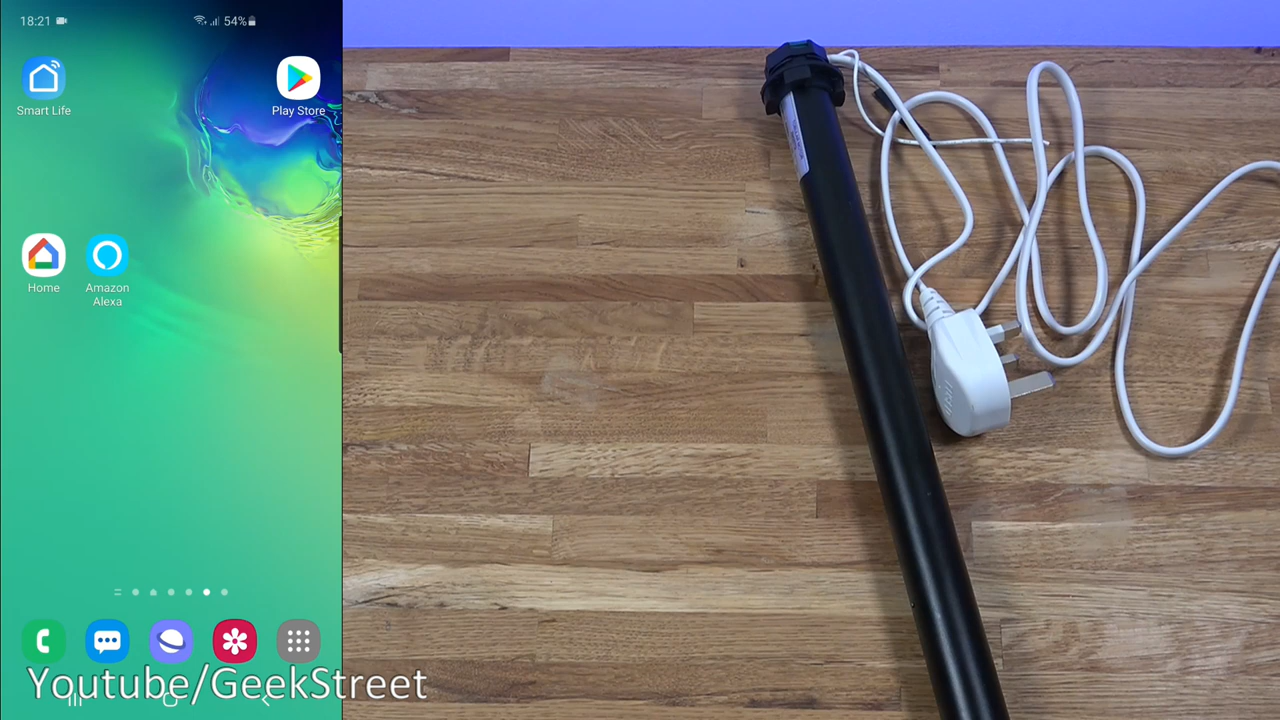 18:21
54%
Smart Life
Play Store
Home
Amazon
Alexa
Youtube/GeekStreet